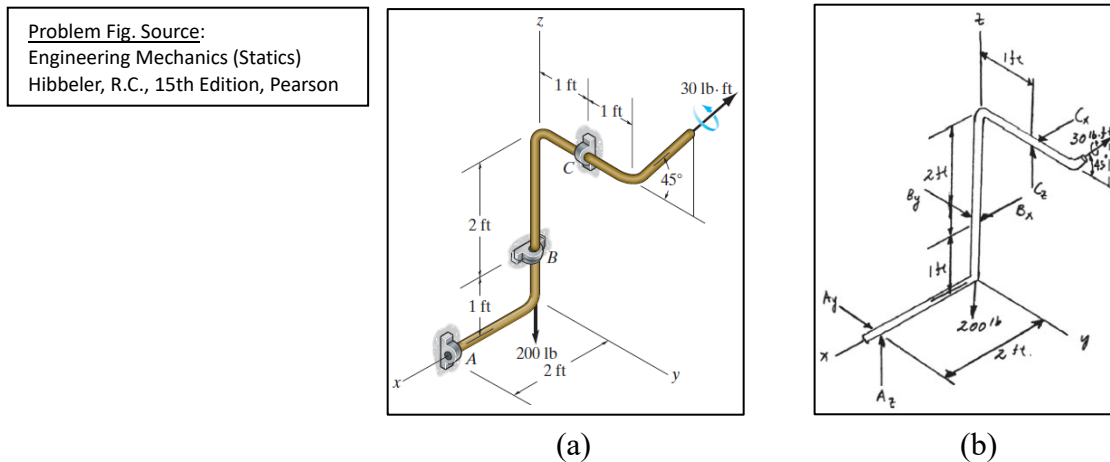 Problem Fig. Source:
Engineering Mechanics (Statics)
Hibbeler, R.C., 15th Edition, Pearson
z
1 ft
1 ft
30 lb·ft
C
45°
2 ft
B
1 ft
A
200 lb
2 ft
x
y
(a)
z
1ft
Cx
30 lb.ft
45°
2ft
Cz
By
Bx
1ft
Ay
200 lb
x
y
2 ft.
Az
(b)